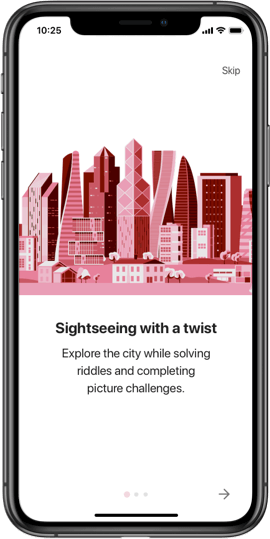 10:25
Skip
Sightseeing with a twist
Explore the city while solving
riddles and completing
picture challenges.